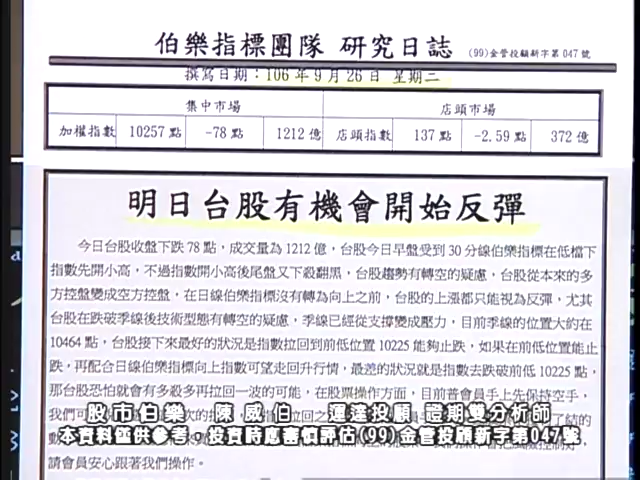 伯樂指標團隊 研究日誌 (99)金管投顧新字第047號
撰寫日期：106年9月26日 星期二
集中市場 店頭市場
加權指數 10257點 -78點 1212億 店頭指數 137點 -2.59點 372億
明日台股有機會開始反彈
今日台股收盤下跌78點，成交量為1212億，台股今日早盤受到30分線伯樂指標在低檔下
指數先開小高，不過指數開小高後尾盤又下殺翻黑，台股趨勢有轉空的疑慮，台股從本來的多
方控盤變成空方控盤，在日線伯樂指標沒有轉為向上之前，台股的上漲都只能視為反彈，尤其
台股在跌破季線後技術型態有轉空的疑慮，季線已經從支撐變成壓力，目前季線的位置大約在
10464點，台股接下來最好的狀況是指數拉回到前低位置10225能夠止跌，如果在前低位置能止
跌，再配合日線伯樂指標向上指數可望走回升行情，最差的狀況就是指數去跌破前低10225點，
那台股恐怕就會有多殺多再拉回一波的可能，在股票操作方面，目前普會員手上先保持空手，
我們可
股市伯樂 陳威伯 運達投顧 證期雙分析師
本資料僅供參考，投資時應審慎評估(99)金管投顧新字第047號
請會員安心跟著我們操作。